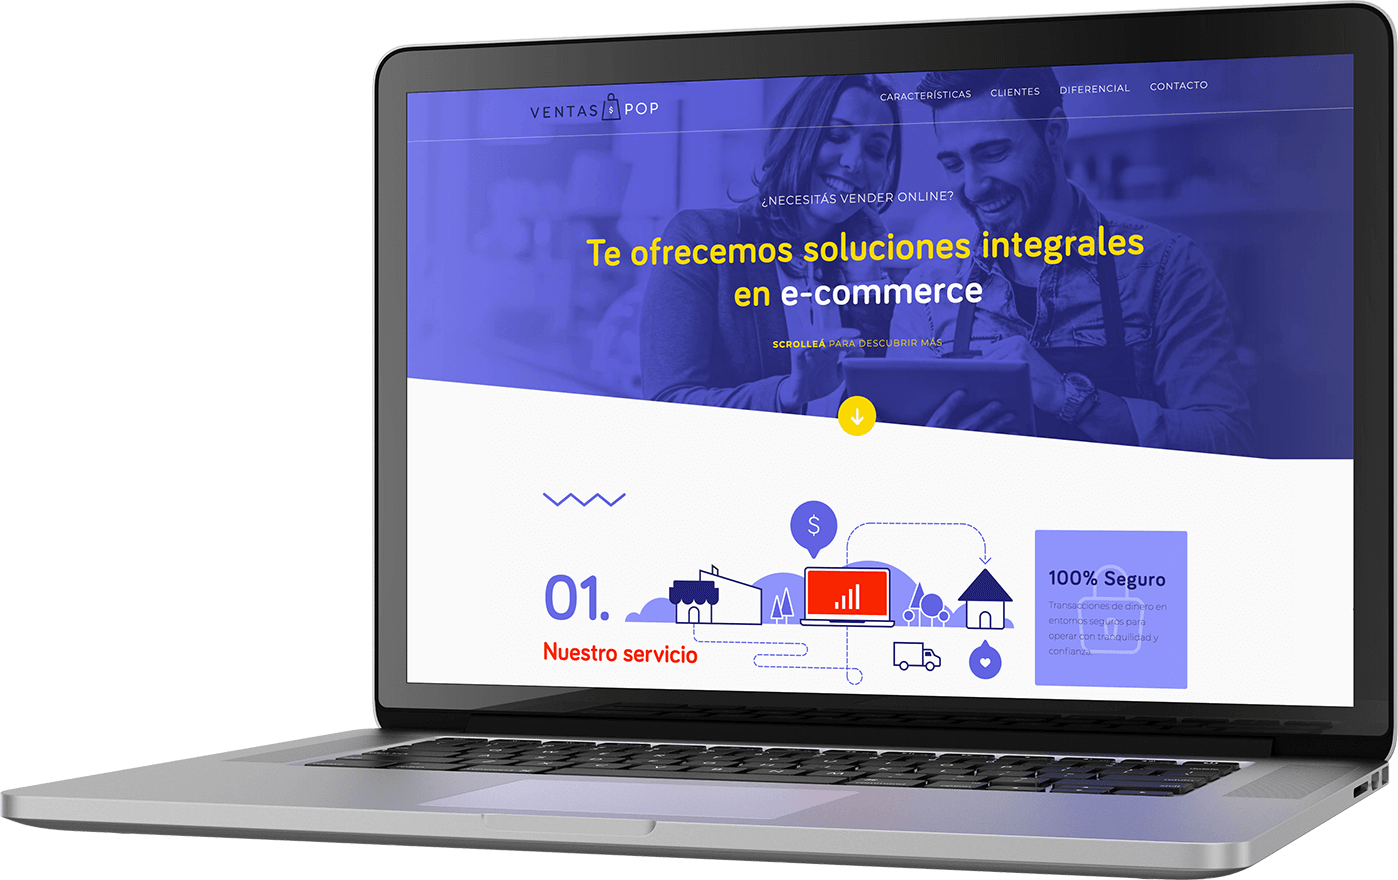 VENTAS $ POP
CARACTERÍSTICAS CLIENTES DIFERENCIAL CONTACTO
¿NECESITÁS VENDER ONLINE?
Te ofrecemos soluciones integrales
en e-commerce
SCROLLEÁ PARA DESCUBRIR MÁS
$
01.
Nuestro servicio
100% Seguro
Transacciones de dinero en
entornos seguros para
operar con tranquilidad y
confianza.